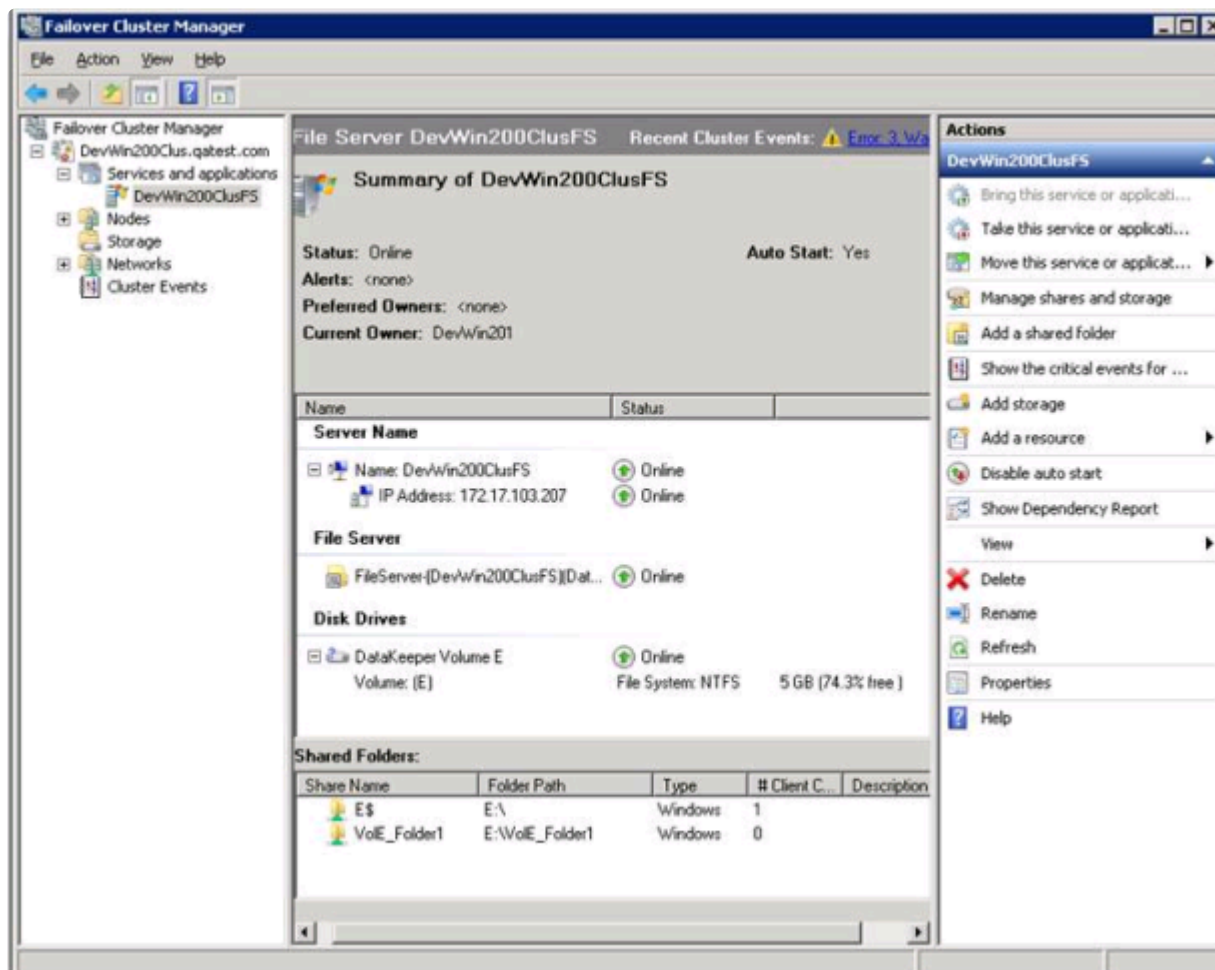 Failover Cluster Manager
File Action View Help
Failover Cluster Manager
DevWin200Clus.qatest.com
Services and applications
DevWin200ClusFS
Nodes
Storage
Networks
Cluster Events
File Server DevWin200ClusFS Recent Cluster Events: Error: 3, Wa
Summary of DevWin200ClusFS
Status: Online Auto Start: Yes
Alerts: <none>
Preferred Owners: <none>
Current Owner: DevWin201
Name Status
Server Name
Name: DevWin200ClusFS Online
IP Address: 172.17.103.207 Online
File Server
FileServer-(DevWin200ClusFS)(Dat... Online
Disk Drives
DataKeeper Volume E Online
Volume: (E) File System: NTFS 5 GB (74.3% free )
Shared Folders:
Share Name Folder Path Type # Client C... Description
E$ E:\ Windows 1
VolE_Folder1 E:\VolE_Folder1 Windows 0
Actions
DevWin200ClusFS
Bring this service or applicati...
Take this service or applicati...
Move this service or applicat...
Manage shares and storage
Add a shared folder
Show the critical events for ...
Add storage
Add a resource
Disable auto start
Show Dependency Report
View
Delete
Rename
Refresh
Properties
Help